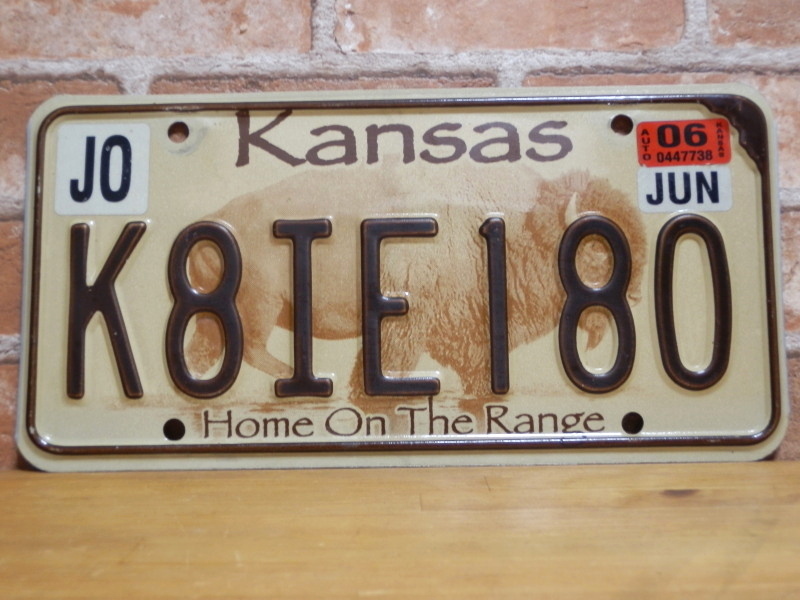 Kansas
JO
AUTO 06 KANSAS
0447738
JUN
K8IE180
Home On The Range